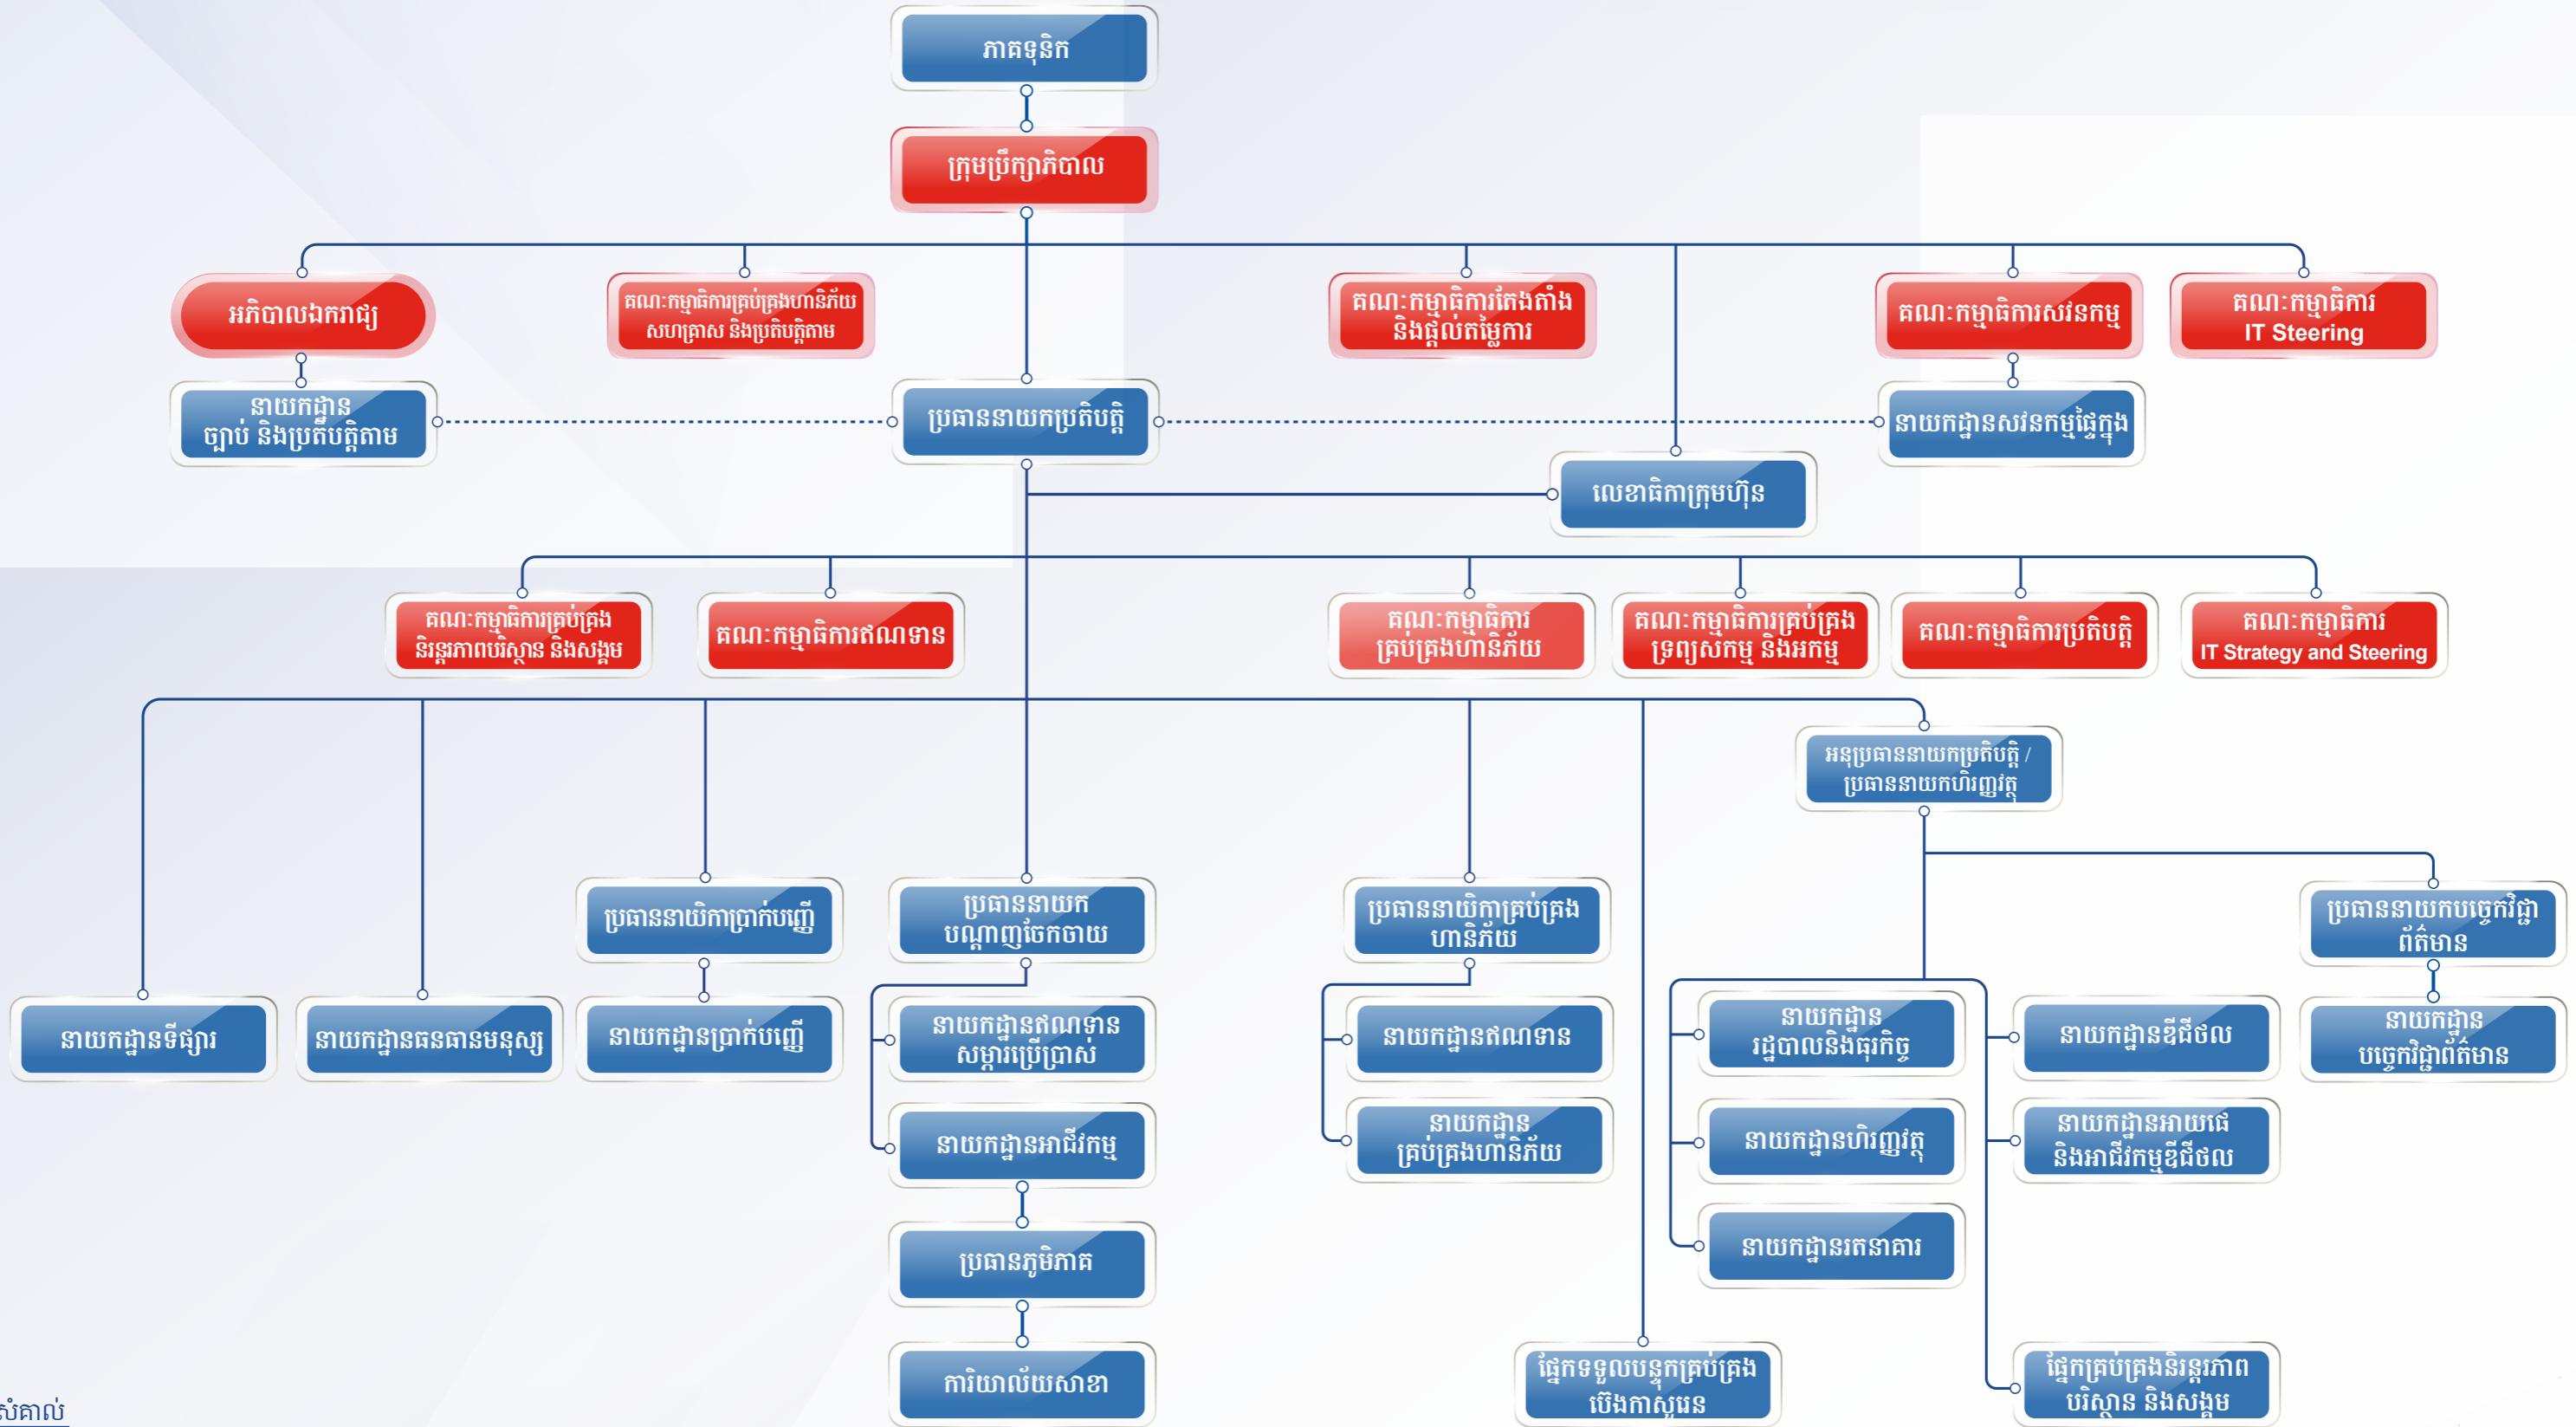 ភាគទុនិក
ក្រុមប្រឹក្សាភិបាល
អភិបាលឯករាជ្យ
គណៈកម្មាធិការគ្រប់គ្រងហានិភ័យ
សហគ្រាស និងប្រតិបត្តិតាម
គណៈកម្មាធិការតែងតាំង
និងផ្តល់តម្លៃការ
គណៈកម្មាធិការសវនកម្ម
គណៈកម្មាធិការ
IT Steering
នាយកដ្ឋាន
ច្បាប់ និងប្រតិបត្តិតាម
ប្រធាននាយកប្រតិបត្តិ
នាយកដ្ឋានសវនកម្មផ្ទៃក្នុង
លេខាធិការក្រុមហ៊ុន
គណៈកម្មាធិការគ្រប់គ្រង
និរន្តរភាពបរិស្ថាន និងសង្គម
គណៈកម្មាធិការឥណទាន
គណៈកម្មាធិការ
គ្រប់គ្រងហានិភ័យ
គណៈកម្មាធិការគ្រប់គ្រង
ទ្រព្យសកម្ម និងអកម្ម
គណៈកម្មាធិការប្រតិបត្តិ
គណៈកម្មាធិការ
IT Strategy and Steering
អនុប្រធាននាយកប្រតិបត្តិ /
ប្រធាននាយកហិរញ្ញវត្ថុ
ប្រធាននាយិកាប្រាក់បញ្ញើ
ប្រធាននាយក
បណ្តាញចែកចាយ
ប្រធាននាយិកាគ្រប់គ្រង
ហានិភ័យ
ប្រធាននាយកបច្ចេកវិជ្ជា
ព័ត៌មាន
នាយកដ្ឋានទីផ្សារ
នាយកដ្ឋានធនធានមនុស្ស
នាយកដ្ឋានប្រាក់បញ្ញើ
នាយកដ្ឋានឥណទាន
សម្ភារប្រើប្រាស់
នាយកដ្ឋានឥណទាន
នាយកដ្ឋាន
រដ្ឋបាលនិងធុរកិច្ច
នាយកដ្ឋានឌីជីថល
នាយកដ្ឋាន
បច្ចេកវិជ្ជាព័ត៌មាន
នាយកដ្ឋានអាជីវកម្ម
នាយកដ្ឋាន
គ្រប់គ្រងហានិភ័យ
នាយកដ្ឋានហិរញ្ញវត្ថុ
នាយកដ្ឋានអាយផេ
និងអាជីវកម្មឌីជីថល
ប្រធានភូមិភាគ
នាយកដ្ឋានរតនាគារ
ការិយាល័យសាខា
ផ្នែកទទួលបន្ទុកគ្រប់គ្រង
ប៊េងកាស្សូរេន
ផ្នែកគ្រប់គ្រងនិរន្តរភាព
បរិស្ថាន និងសង្គម
សំគាល់